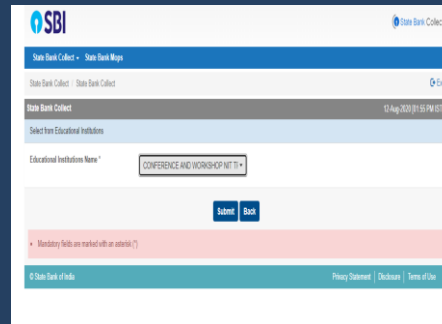 SBI
State Bank Collect
State Bank Collect State Bank Mops
State Bank Collect / State Bank Collect
State Bank Collect 12-Aug-2020 [01:55 PM IST
Select from Educational Institutions
Educational Institutions Name *
CONFERENCE AND WORKSHOP NIT TI
Submit Back
Mandatory fields are marked with an asterisk (*)
© State Bank of India Privacy Statement | Disclosure | Terms of Use